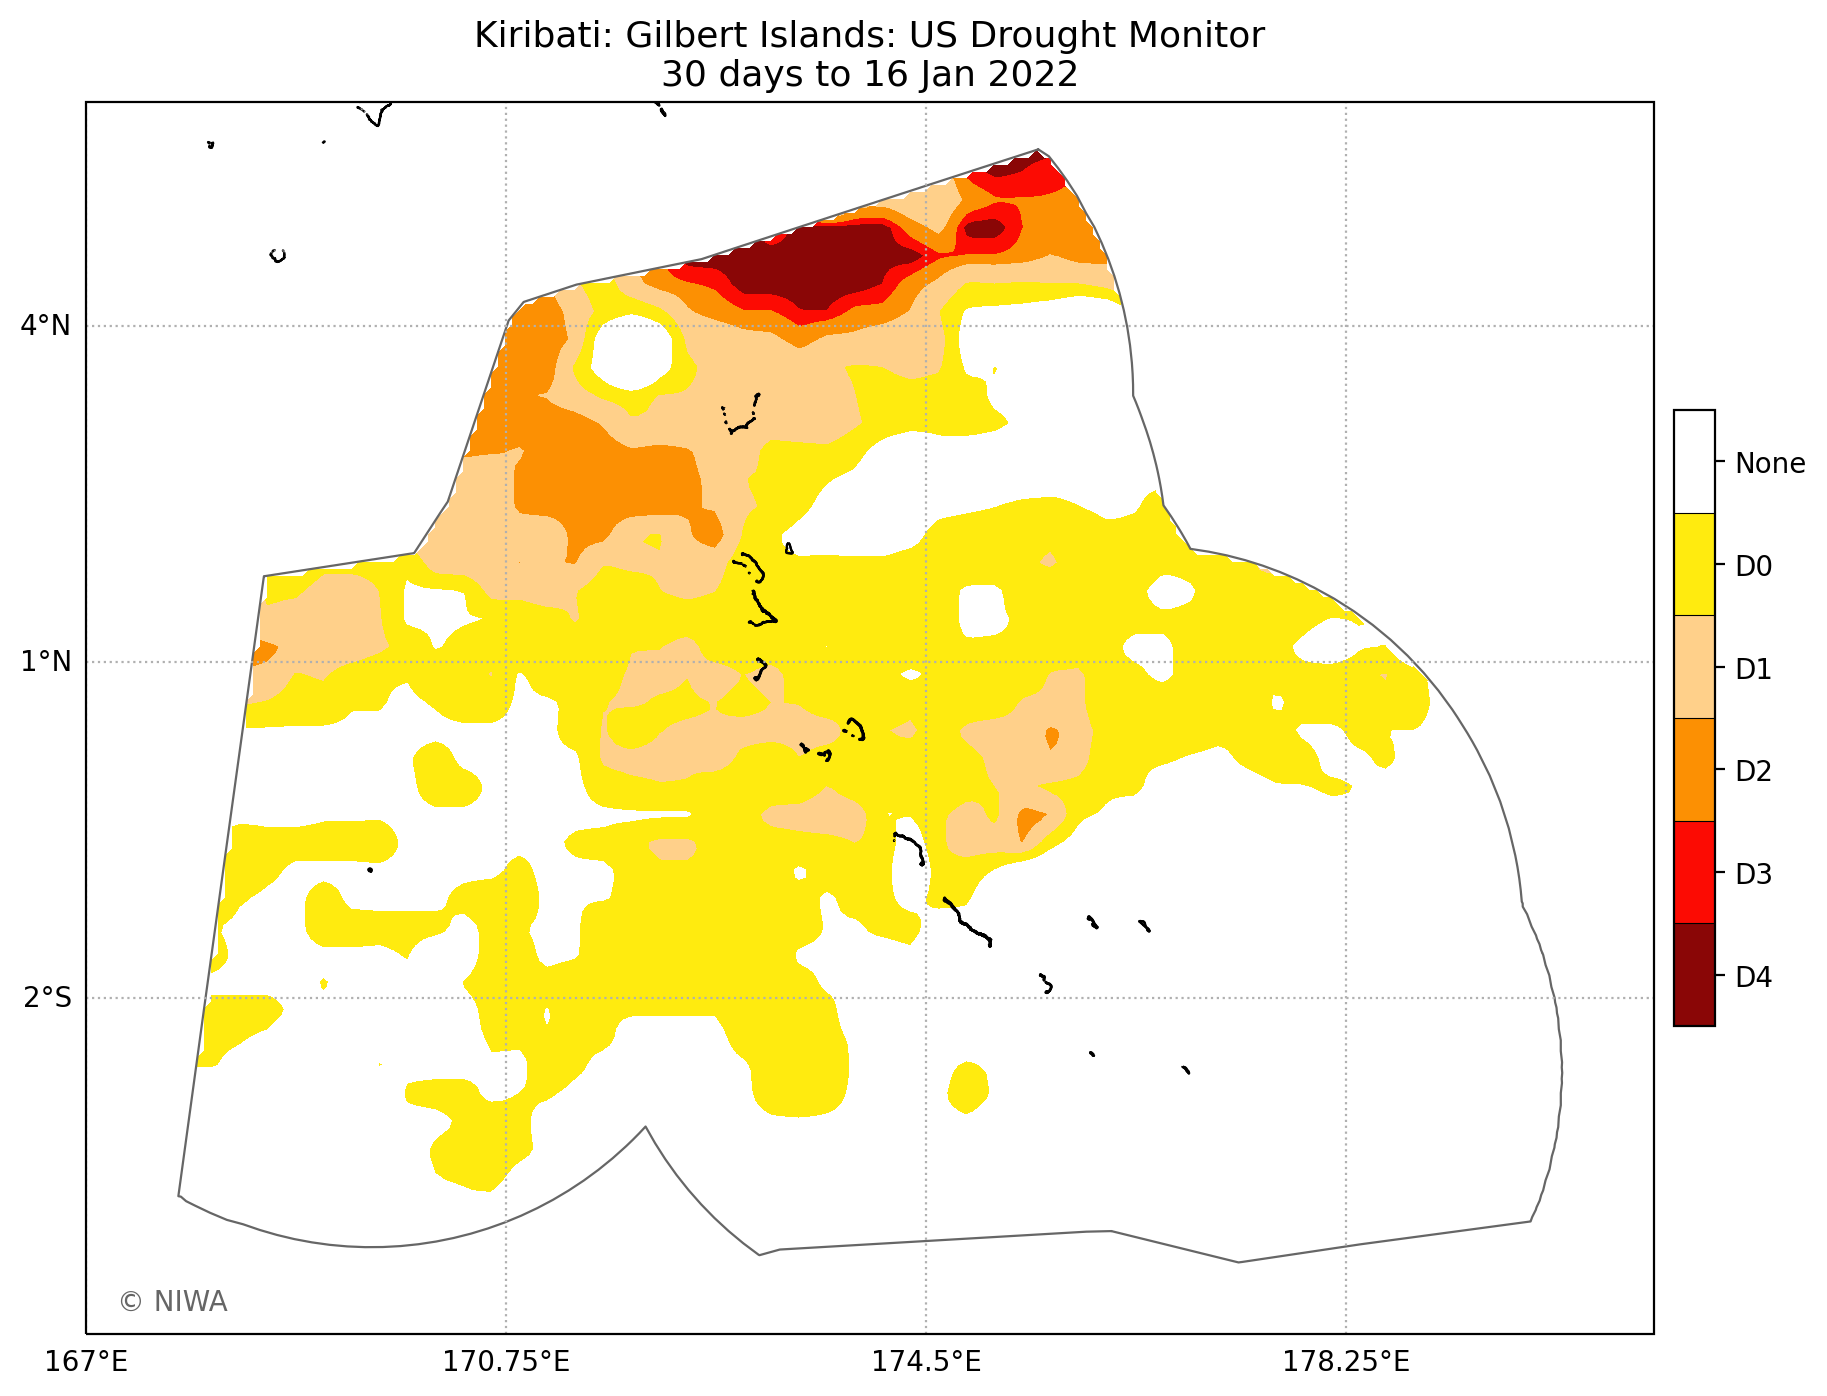 Kiribati: Gilbert Islands: US Drought Monitor
30 days to 16 Jan 2022
4°N
1°N
2°S
167°E
170.75°E
174.5°E
178.25°E
None
D0
D1
D2
D3
D4
© NIWA